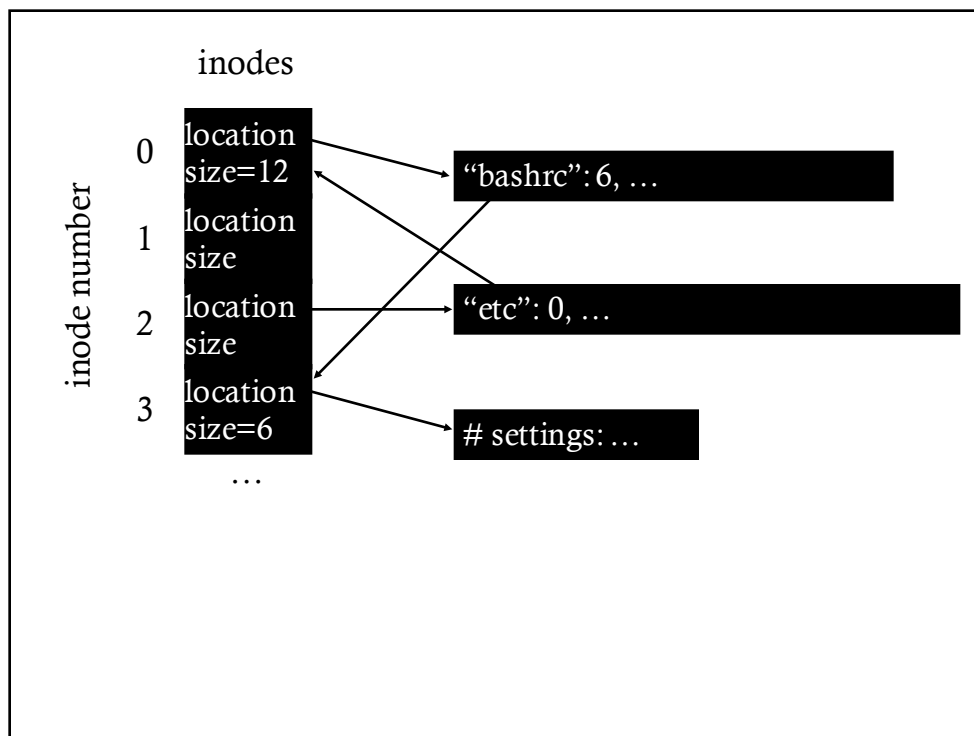 inodes
inode number
0
location
size=12
1
location
size
2
location
size
3
location
size=6
…
“bashrc”: 6, …
“etc”: 0, …
# settings: …